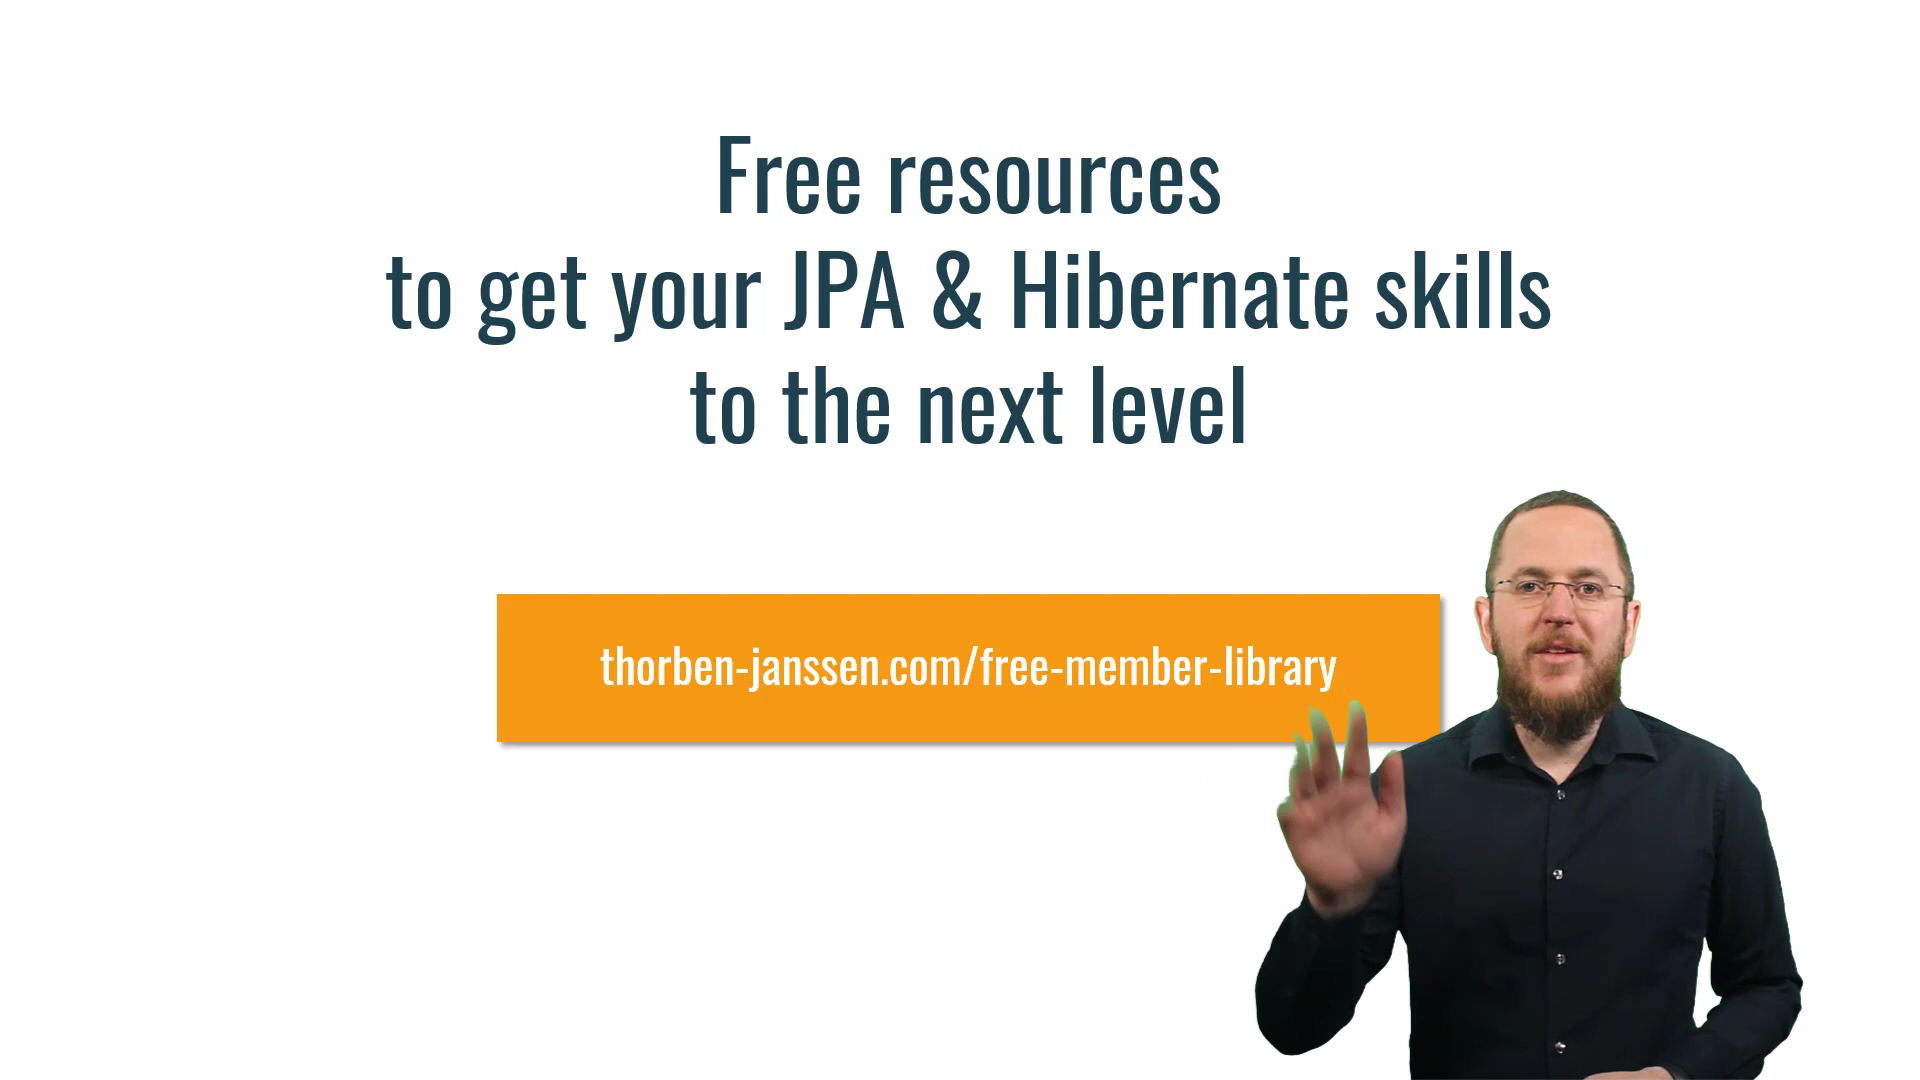 Free resources
to get your JPA & Hibernate skills
to the next level
thorben-janssen.com/free-member-library